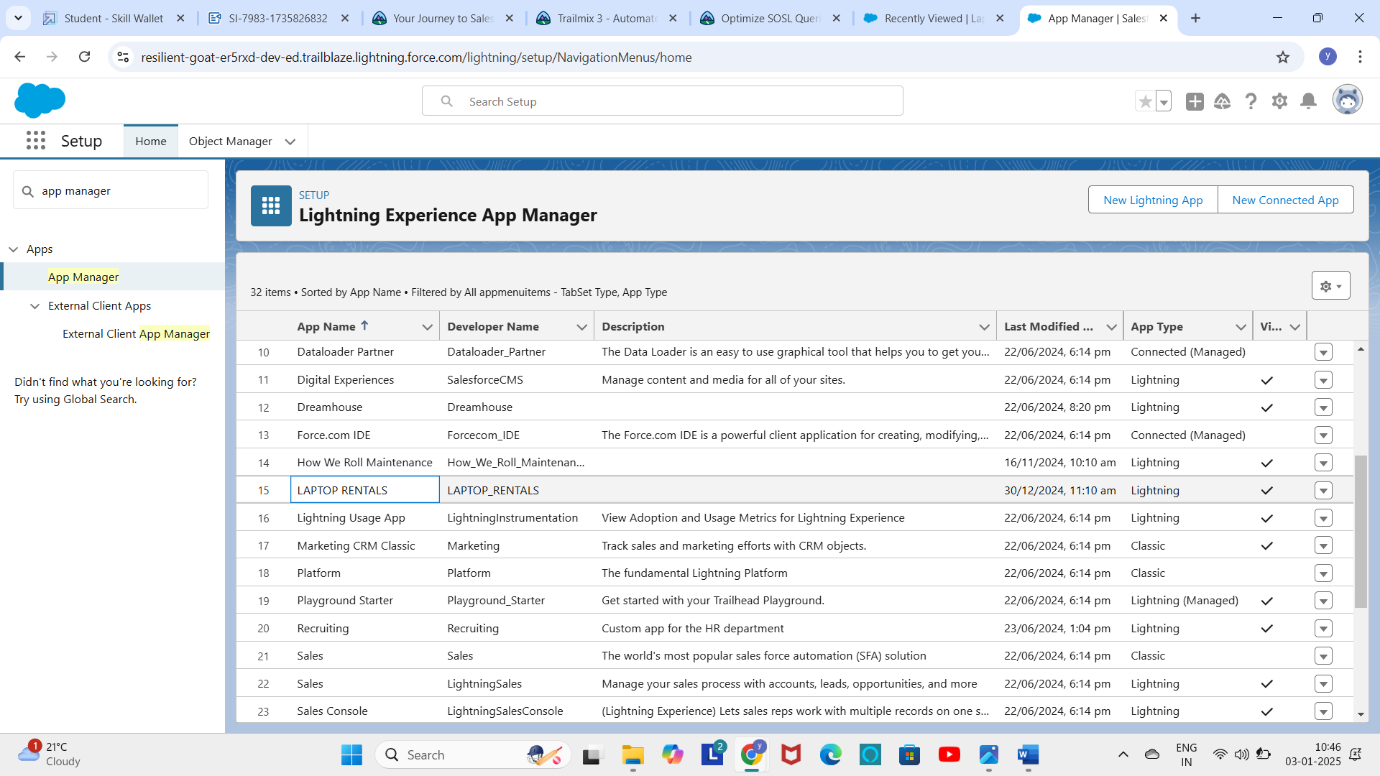 Student - Skill Wallet
SI-7983-1735826832
Your Journey to Sales
Trailmix 3 - Automate
Optimize SOSL Queri
Recently Viewed | La
App Manager | Sales
resilient-goat-er5rxd-dev-ed.trailblaze.lightning.force.com/lightning/setup/NavigationMenus/home
y
Search Setup
Setup
Home
Object Manager
app manager
Apps
App Manager
External Client Apps
External Client App Manager
Didn't find what you're looking for?
Try using Global Search.
SETUP
Lightning Experience App Manager
New Lightning App
New Connected App
32 items • Sorted by App Name • Filtered by All appmenuitems - TabSet Type, App Type
App Name Developer Name Description Last Modified ... App Type Vi...
10 Dataloader Partner Dataloader_Partner The Data Loader is an easy to use graphical tool that helps you to get you... 22/06/2024, 6:14 pm Connected (Managed)
11 Digital Experiences SalesforceCMS Manage content and media for all of your sites. 22/06/2024, 6:14 pm Lightning
12 Dreamhouse Dreamhouse 22/06/2024, 8:20 pm Lightning
13 Force.com IDE Forcecom_IDE The Force.com IDE is a powerful client application for creating, modifying,... 22/06/2024, 6:14 pm Connected (Managed)
14 How We Roll Maintenance How_We_Roll_Maintenan... 16/11/2024, 10:10 am Lightning
15 LAPTOP RENTALS LAPTOP_RENTALS 30/12/2024, 11:10 am Lightning
16 Lightning Usage App LightningInstrumentation View Adoption and Usage Metrics for Lightning Experience 22/06/2024, 6:14 pm Lightning
17 Marketing CRM Classic Marketing Track sales and marketing efforts with CRM objects. 22/06/2024, 6:14 pm Classic
18 Platform Platform The fundamental Lightning Platform 22/06/2024, 6:14 pm Classic
19 Playground Starter Playground_Starter Get started with your Trailhead Playground. 22/06/2024, 6:14 pm Lightning (Managed)
20 Recruiting Recruiting Custom app for the HR department 23/06/2024, 1:04 pm Lightning
21 Sales Sales The world's most popular sales force automation (SFA) solution 22/06/2024, 6:14 pm Classic
22 Sales LightningSales Manage your sales process with accounts, leads, opportunities, and more 22/06/2024, 6:14 pm Lightning
23 Sales Console LightningSalesConsole (Lightning Experience) Lets sales reps work with multiple records on one s... 22/06/2024, 6:14 pm Lightning
1
21°C
Cloudy
Search
L
2
y
W
ENG
IN
10:46
03-01-2025